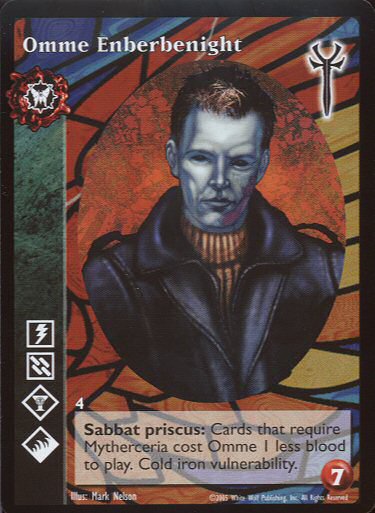 Omme Enberbenight
4
Sabbat priscus: Cards that require
Mytherceria cost Omme 1 less blood
to play. Cold iron vulnerability.
7
Illus: Mark Nelson
©2005 White Wolf Publishing, Inc. All Rights Reserved.